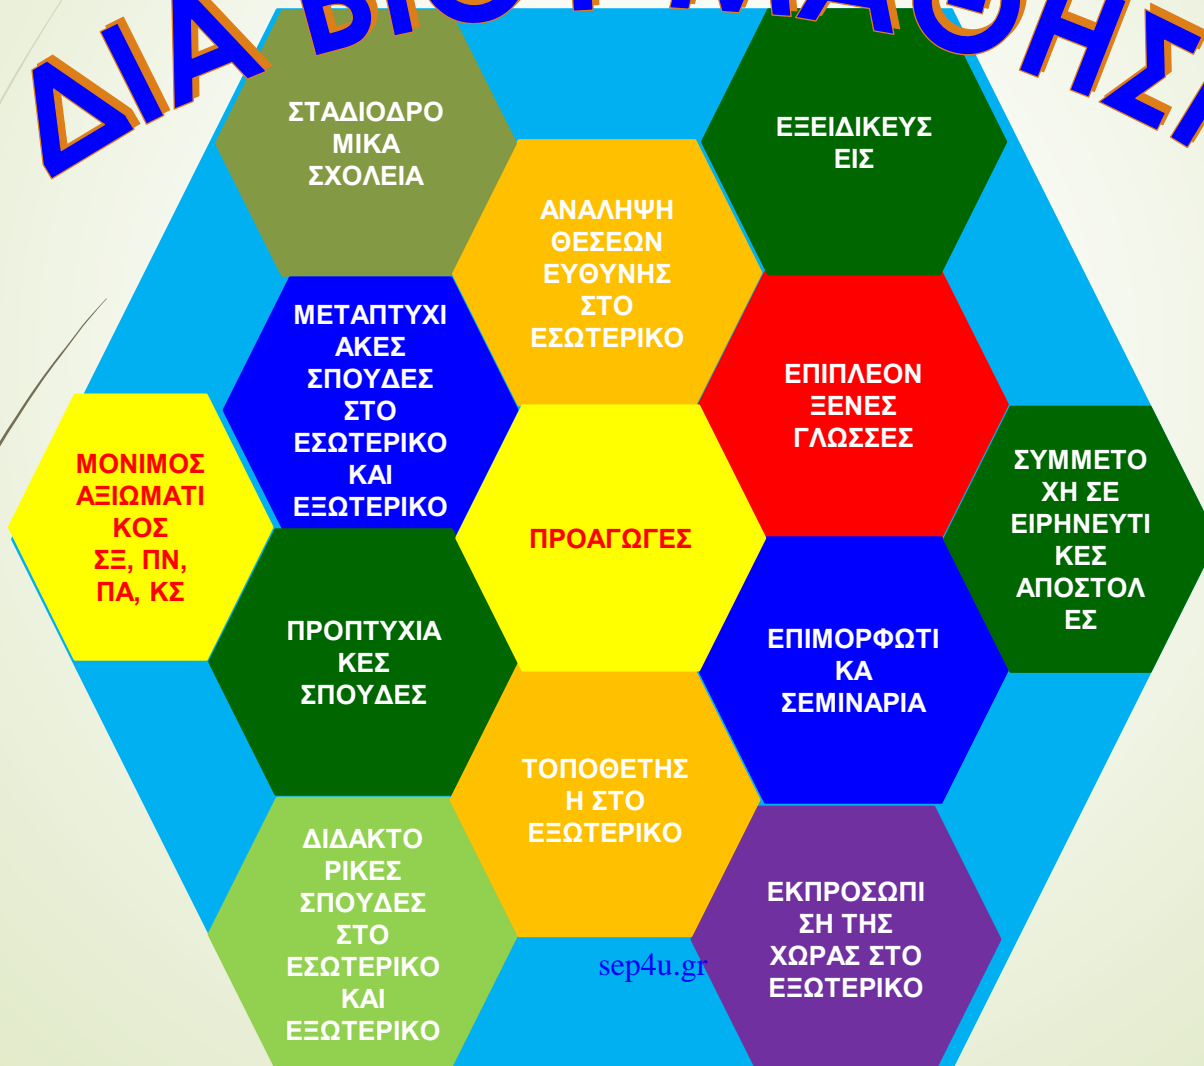 ΔΙΑ ΒΙΟΥ ΜΑΘΗΣΗ
ΣΤΑΔΙΟΔΡΟ
ΜΙΚΑ
ΣΧΟΛΕΙΑ
ΕΞΕΙΔΙΚΕΥΣ
ΕΙΣ
ΑΝΑΛΗΨΗ
ΘΕΣΕΩΝ
ΕΥΘΥΝΗΣ
ΣΤΟ
ΕΣΩΤΕΡΙΚΟ
ΜΕΤΑΠΤΥΧΙ
ΑΚΕΣ
ΣΠΟΥΔΕΣ
ΣΤΟ
ΕΣΩΤΕΡΙΚΟ
ΚΑΙ
ΕΞΩΤΕΡΙΚΟ
ΕΠΙΠΛΕΟΝ
ΞΕΝΕΣ
ΓΛΩΣΣΕΣ
ΜΟΝΙΜΟΣ
ΑΞΙΩΜΑΤΙ
ΚΟΣ
ΣΞ, ΠΝ,
ΠΑ, ΚΣ
ΠΡΟΑΓΩΓΕΣ
ΣΥΜΜΕΤΟ
ΧΗ ΣΕ
ΕΙΡΗΝΕΥΤΙ
ΚΕΣ
ΑΠΟΣΤΟΛ
ΕΣ
ΠΡΟΠΤΥΧΙΑ
ΚΕΣ
ΣΠΟΥΔΕΣ
ΕΠΙΜΟΡΦΩΤΙ
ΚΑ
ΣΕΜΙΝΑΡΙΑ
ΤΟΠΟΘΕΤΗΣ
Η ΣΤΟ
ΕΞΩΤΕΡΙΚΟ
ΔΙΔΑΚΤΟ
ΡΙΚΕΣ
ΣΠΟΥΔΕΣ
ΣΤΟ
ΕΣΩΤΕΡΙΚΟ
ΚΑΙ
ΕΞΩΤΕΡΙΚΟ
ΕΚΠΡΟΣΩΠΙ
ΣΗ ΤΗΣ
ΧΩΡΑΣ ΣΤΟ
ΕΞΩΤΕΡΙΚΟ
sep4u.gr